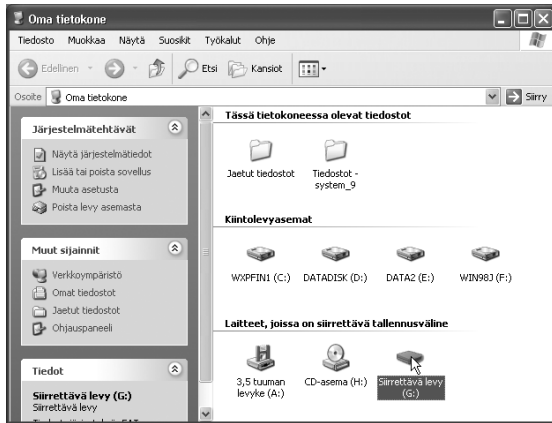 Oma tietokone
Tiedosto Muokkaa Näytä Suosikit Työkalut Ohje
Edellinen Etsi Kansiot
Osoite Oma tietokone Siirry
Järjestelmätehtävät
Näytä järjestelmätiedot
Lisää tai poista sovellus
Muuta asetusta
Poista levy asemasta
Muut sijainnit
Verkkoympäristö
Omat tiedostot
Jaetut tiedostot
Ohjauspaneeli
Tiedot
Siirrettävä levy (G:)
Siirrettävä levy
Tässä tietokoneessa olevat tiedostot
Jaetut tiedostot
Tiedostot -
system_9
Kiintolevyasemat
WXPFIN1 (C:) DATADISK (D:) DATA2 (E:) WIN98J (F:)
Laitteet, joissa on siirrettävä tallennusväline
3,5 tuuman
levyke (A:)
CD-asema (H:)
Siirrettävä levy
(G:)